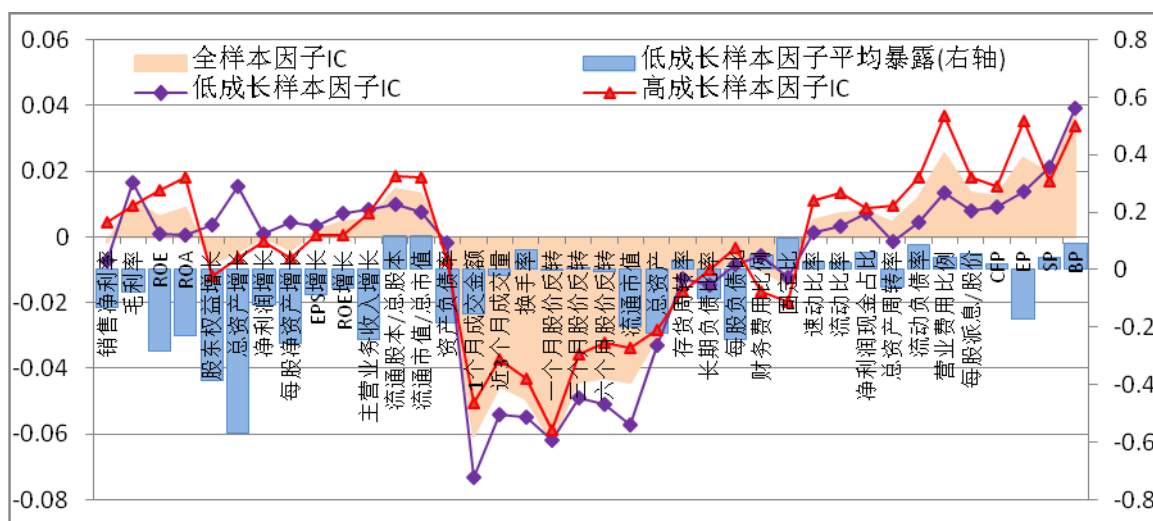 全样本因子IC
低成长样本因子平均暴露(右轴)
低成长样本因子IC
高成长样本因子IC
0.06
0.04
0.02
0
-0.02
-0.04
-0.06
-0.08
0.8
0.6
0.4
0.2
0
-0.2
-0.4
-0.6
-0.8
销售净利率
毛利率
ROE
ROA
股东权益增长
总资产增长
净利润增长
每股净资产增长
EPS增长
ROE增长
主营业务收入增长
流通股本/总股本
流通市值/总市值
资产负债率
1个月成交金额
近3个月成交量
换手率
一个月股价反转
三个月股价反转
六个月股价反转
流通市值
总资产
存货周转率
长期负债比率
每股负债比
财务费用比例
固定比
速动比率
流动比率
净利润现金占比
总资产周转率
流动负债率
营业费用比例
每股派息/股价
CFP
EP
SP
BP